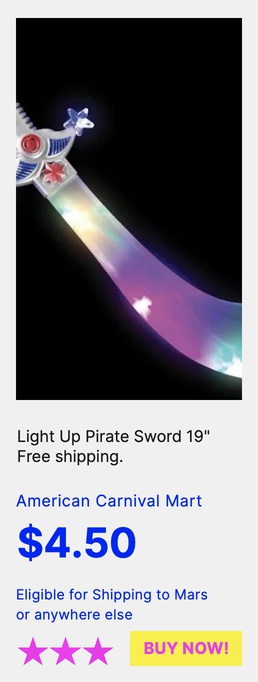 Light Up Pirate Sword 19"
Free shipping.
American Carnival Mart
$4.50
Eligible for Shipping to Mars
or anywhere else
BUY NOW!